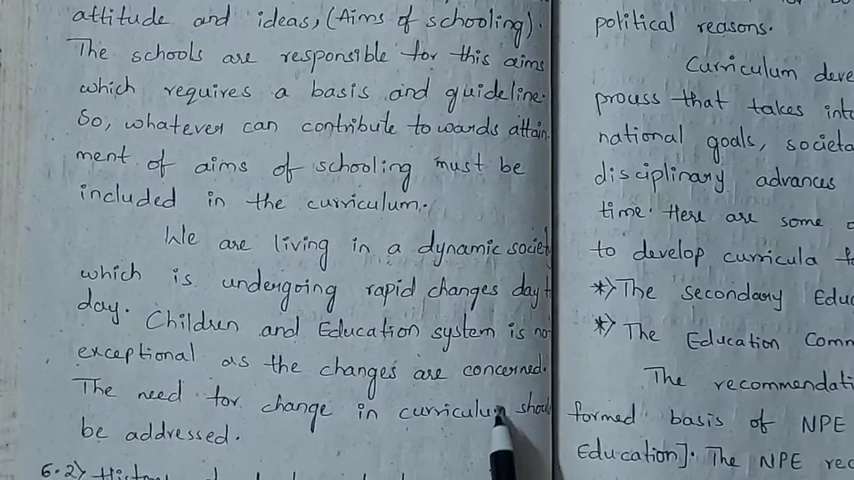 attitude and ideas, (Aims of schooling).
The schools are responsible for this aims
which requires a basis and guideline.
So, whatever can contribute towards attain
ment of aims of schooling must be
included in the curriculum.
We are living in a dynamic society
which is undergoing rapid changes day t
day. Children and Education system is no
exceptional as the changes are concerned.
The need for change in curriculum shou
be addressed.
6.2>
political reasons.
Curriculum deve
process that takes into
national goals, societa
disciplinary advances
time. Here are some
to develop curricula f
*> The secondary Educ
*> The Education Comm
The recommendati
formed basis of NPE
Education]. The NPE rec